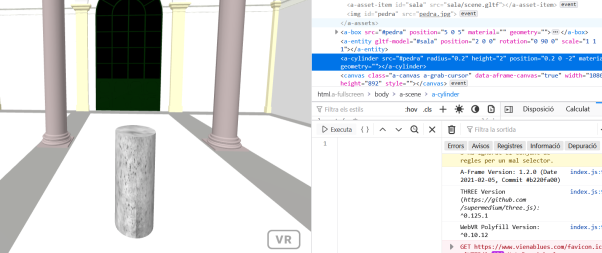 <a-asset-item id="sala" src="sala/scene.gltf"></a-asset-item> event
<img id="pedra" src="pedra.jpg"> event
</a-assets>
<a-box src="#pedra" position="5 0 5" material="" geometry=""> ⋯ </a-box> event
<a-entity gltf-model="#sala" position="2 0 0" rotation="0 90 0" scale="1 1
1"></a-entity> event
<a-cylinder src="#pedra" radius="0.2" height="2" position="0.2 0 -2" material
geometry=""></a-cylinder>
<canvas class="a-canvas a-grab-cursor" data-aframe-canvas="true" width="1086
height="892" style=""></canvas> event
html.a-fullscreen > body > a-scene > a-cylinder
Filtra els estils
:hov .cls +
Disposició Calcular
Executa { }
Filtra la sortida
1
Errors Avisos Registres Informació Depuració
regles per un mal selector.
A-Frame Version: 1.2.0 (Date index.js:
2021-02-05, Commit #b220fa00)
THREE Version index.js:
(https://github.com
/supermedium/three.js):
^0.125.1
WebVR Polyfill Version: index.js:
^0.10.12
GET https://www.vienablues.com/favicon.ic
VR